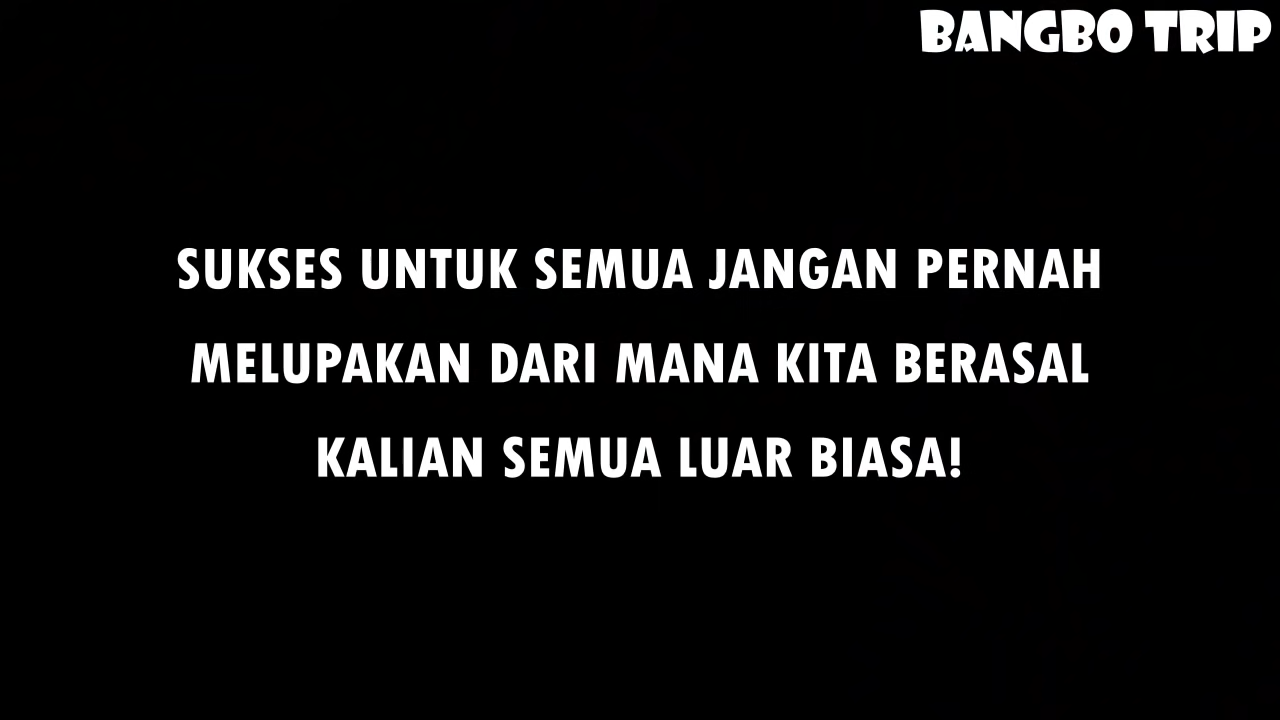 BANGBO TRIP
SUKSES UNTUK SEMUA JANGAN PERNAH
MELUPAKAN DARI MANA KITA BERASAL
KALIAN SEMUA LUAR BIASA!